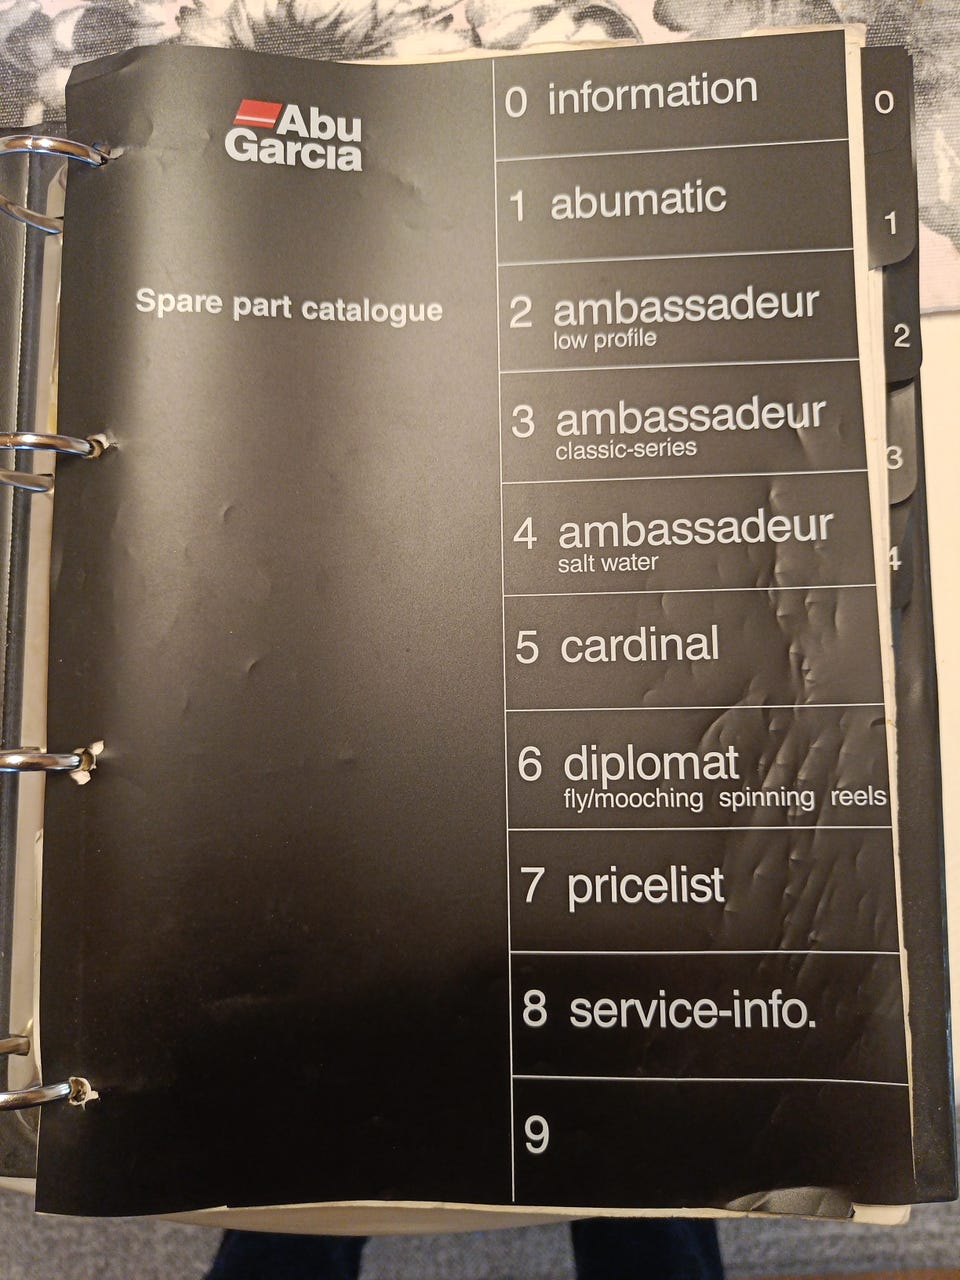 Abu
Garcia
Spare part catalogue
0 information
1 abumatic
2 ambassadeur
low profile
3 ambassadeur
classic-series
4 ambassadeur
salt water
5 cardinal
6 diplomat
fly/mooching spinning reels
7 pricelist
8 service-info.
9
0
1
2
3
4